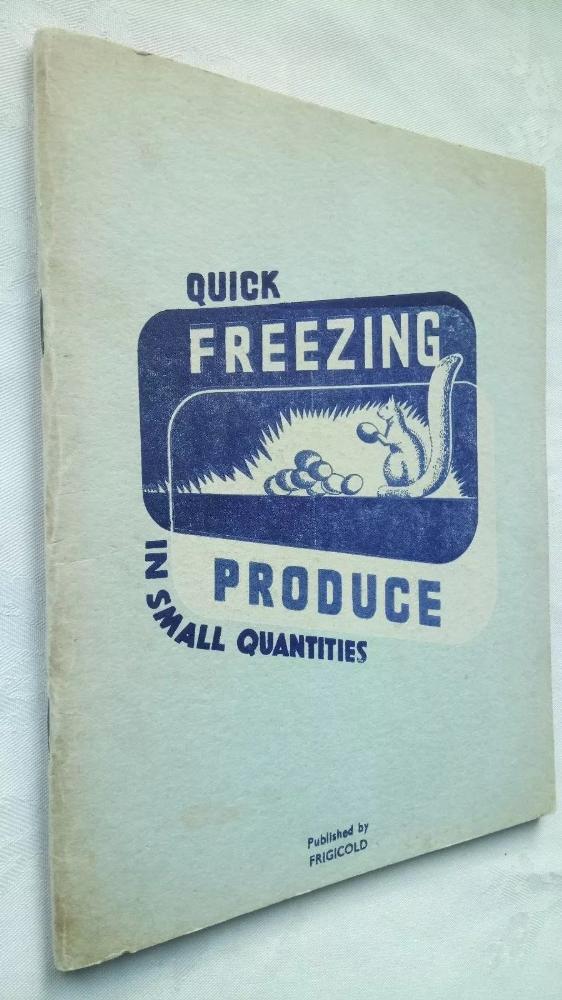 QUICK
FREEZING
PRODUCE
IN SMALL QUANTITIES
Published by
FRIGICOLD